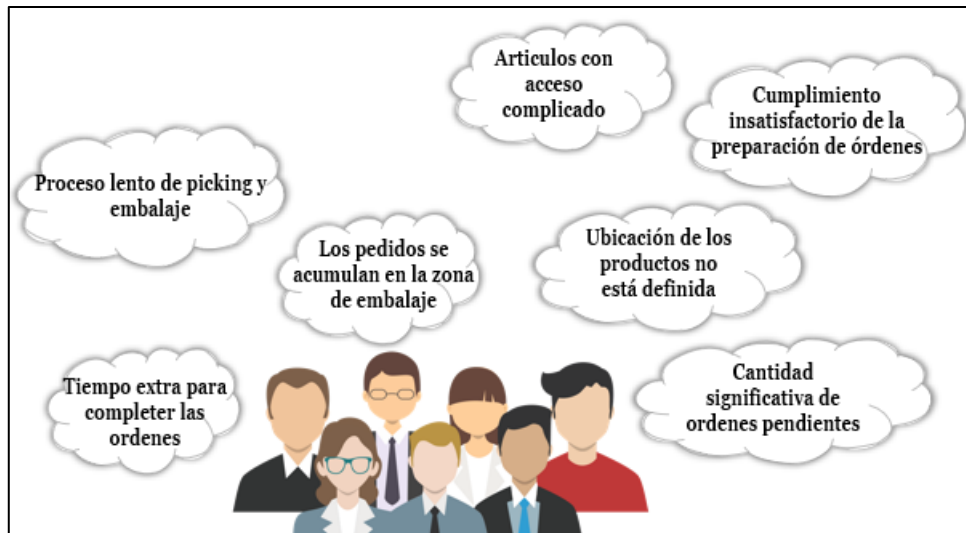 Articulos con
acceso
complicado
Cumplimiento
insatisfactorio de la
preparación de órdenes
Proceso lento de picking y
embalaje
Los pedidos se
acumulan en la zona
de embalaje
Ubicación de los
productos no
está definida
Tiempo extra para
completer las
ordenes
Cantidad
significativa de
ordenes pendientes